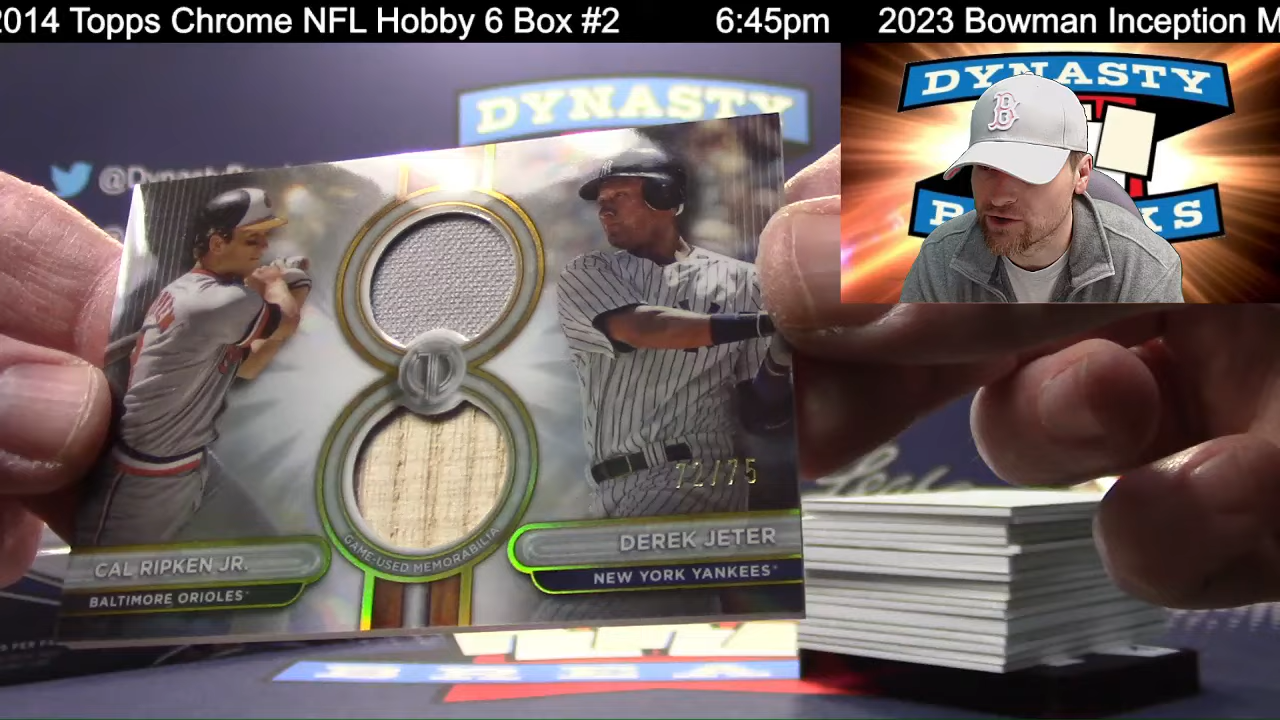 2014 Topps Chrome NFL Hobby 6 Box #2 6:45pm 2023 Bowman Inception M
DYNASTY
DYNASTY
B
KS
72/75
GAME-USED MEMORABILIA
CAL RIPKEN JR.
BALTIMORE ORIOLES
DEREK JETER
NEW YORK YANKEES